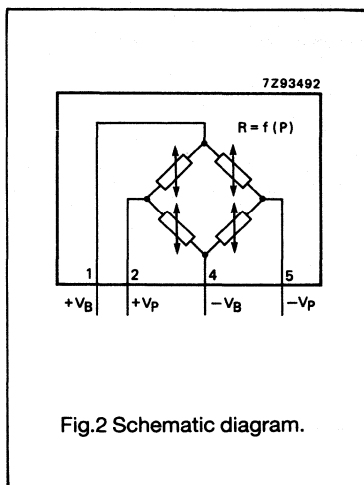 7Z93492
R = f (P)
1 2 4 5
+VB +VP −VB −VP
Fig.2 Schematic diagram.